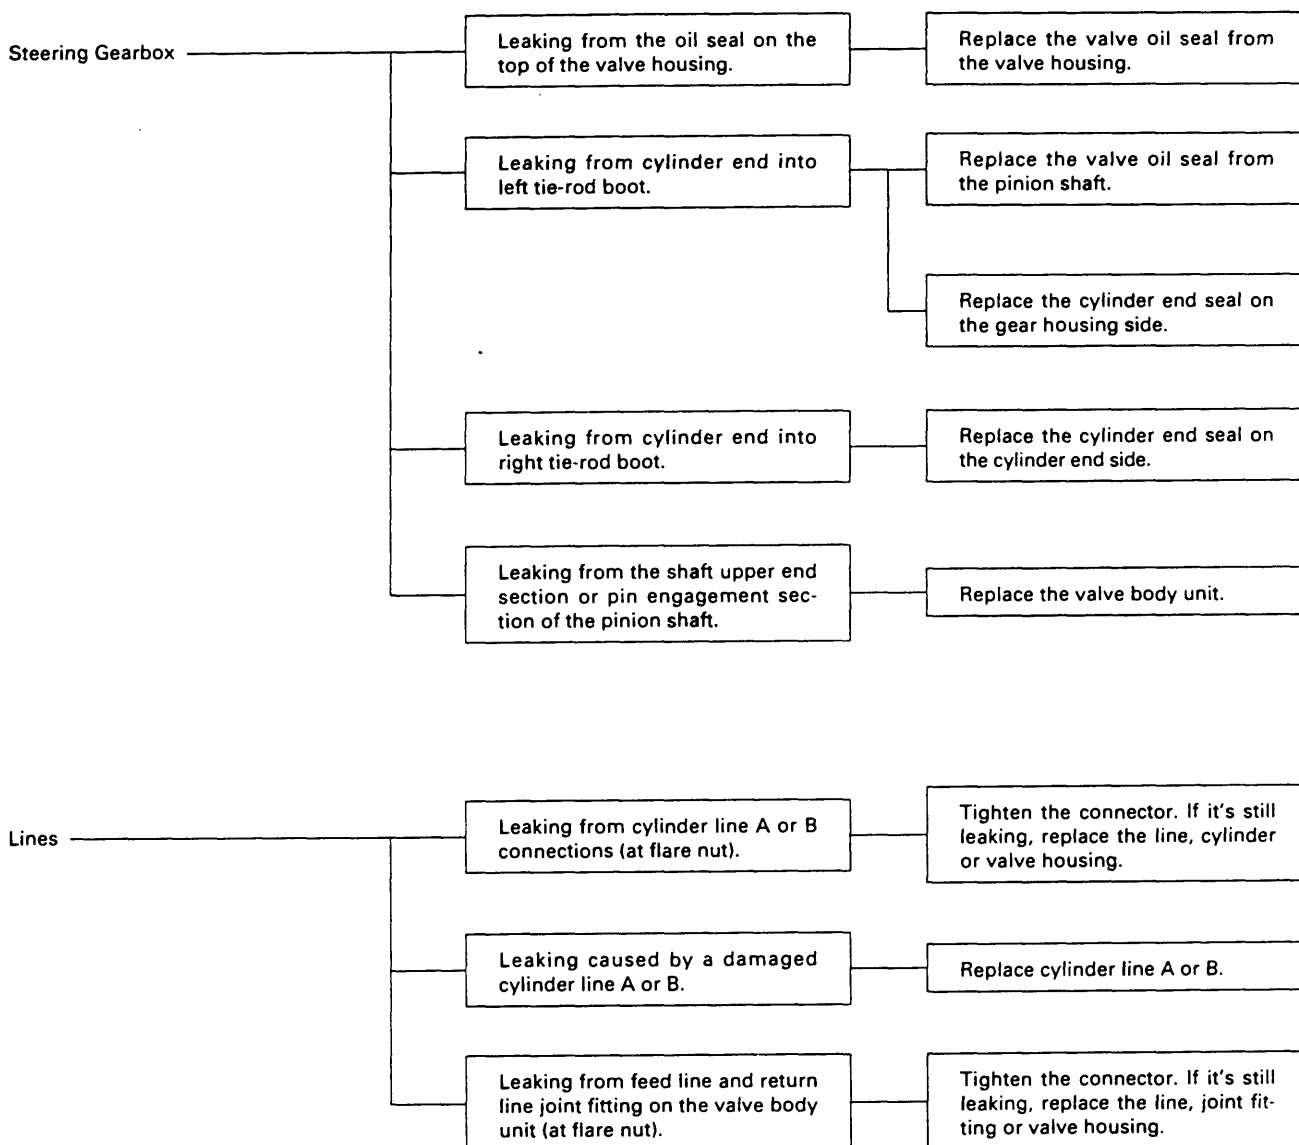 Steering Gearbox
Leaking from the oil seal on the
top of the valve housing.
Replace the valve oil seal from
the valve housing.
Leaking from cylinder end into
left tie-rod boot.
Replace the valve oil seal from
the pinion shaft.
Replace the cylinder end seal on
the gear housing side.
Leaking from cylinder end into
right tie-rod boot.
Replace the cylinder end seal on
the cylinder end side.
Leaking from the shaft upper end
section or pin engagement sec-
tion of the pinion shaft.
Replace the valve body unit.
Lines
Leaking from cylinder line A or B
connections (at flare nut).
Tighten the connector. If it's still
leaking, replace the line, cylinder
or valve housing.
Leaking caused by a damaged
cylinder line A or B.
Replace cylinder line A or B.
Leaking from feed line and return
line joint fitting on the valve body
unit (at flare nut).
Tighten the connector. If it's still
leaking, replace the line, joint fit-
ting or valve housing.